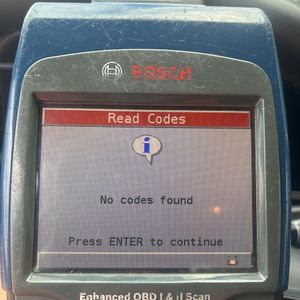 BOSCH
Read Codes
i
No codes found
Press ENTER to continue
Enhanced OBD I & II Scan